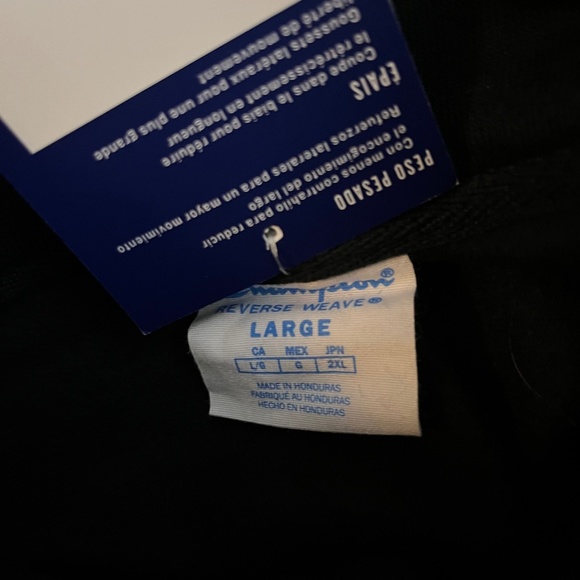 PESO PESADO
Con menos contrahilo para reducir
el encogimiento del largo
Refuerzos laterales para un mayor movimiento
ÉPAIS
Coupe dans le biais pour réduire
le rétrécissement en longueur
Goussets latéraux pour une plus grande
liberté de mouvement
Champion®
REVERSE WEAVE®
LARGE
CA MEX JPN
L/G G 2XL
MADE IN HONDURAS
FABRIQUÉ AU HONDURAS
HECHO EN HONDURAS